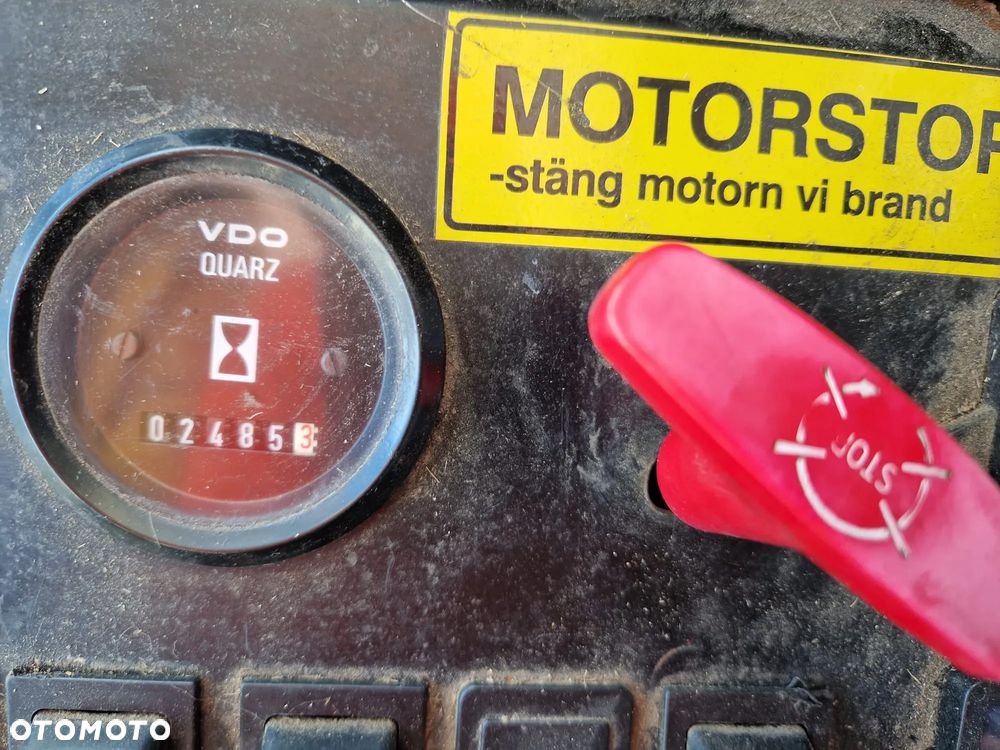 MOTORSTOP
-stäng motorn vi brand
VDO
QUARZ
024853
STOP
OTOMOTO